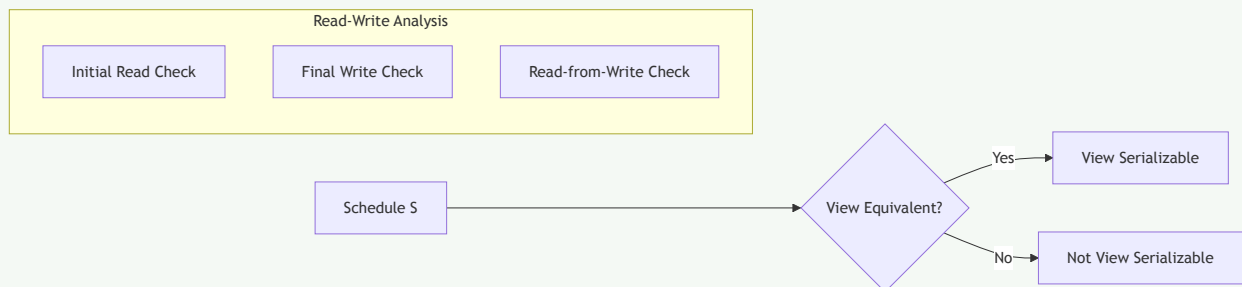 Read-Write Analysis
Initial Read Check
Final Write Check
Read-from-Write Check
Schedule S
View Equivalent?
Yes
View Serializable
No
Not View Serializable